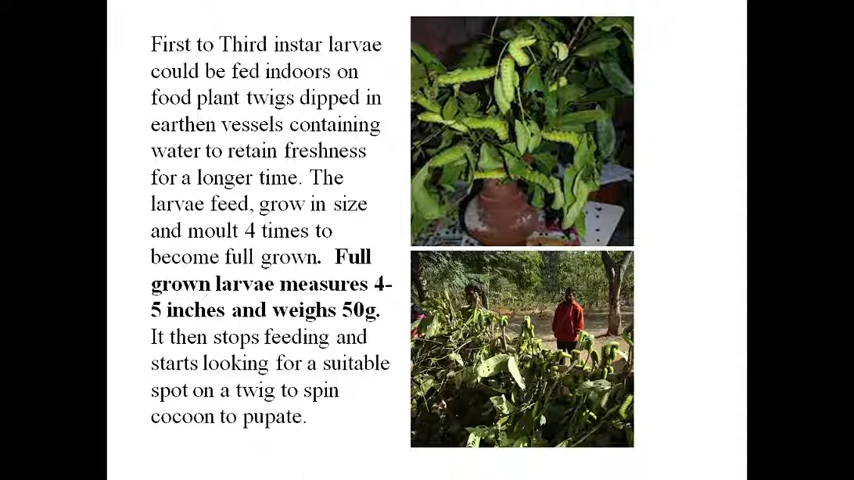 First to Third instar larvae
could be fed indoors on
food plant twigs dipped in
earthen vessels containing
water to retain freshness
for a longer time. The
larvae feed, grow in size
and moult 4 times to
become full grown. Full
grown larvae measures 4-
5 inches and weighs 50g.
It then stops feeding and
starts looking for a suitable
spot on a twig to spin
cocoon to pupate.